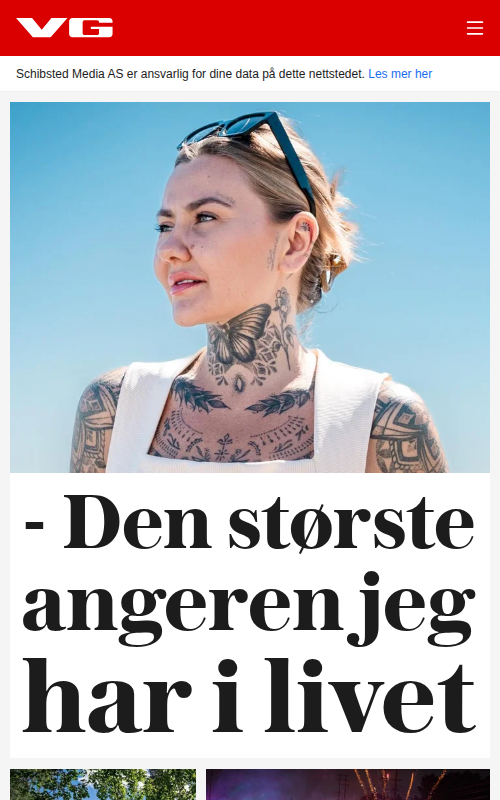 VG
Schibsted Media AS er ansvarlig for dine data på dette nettstedet. Les mer her
- Den største
angeren jeg
har i livet